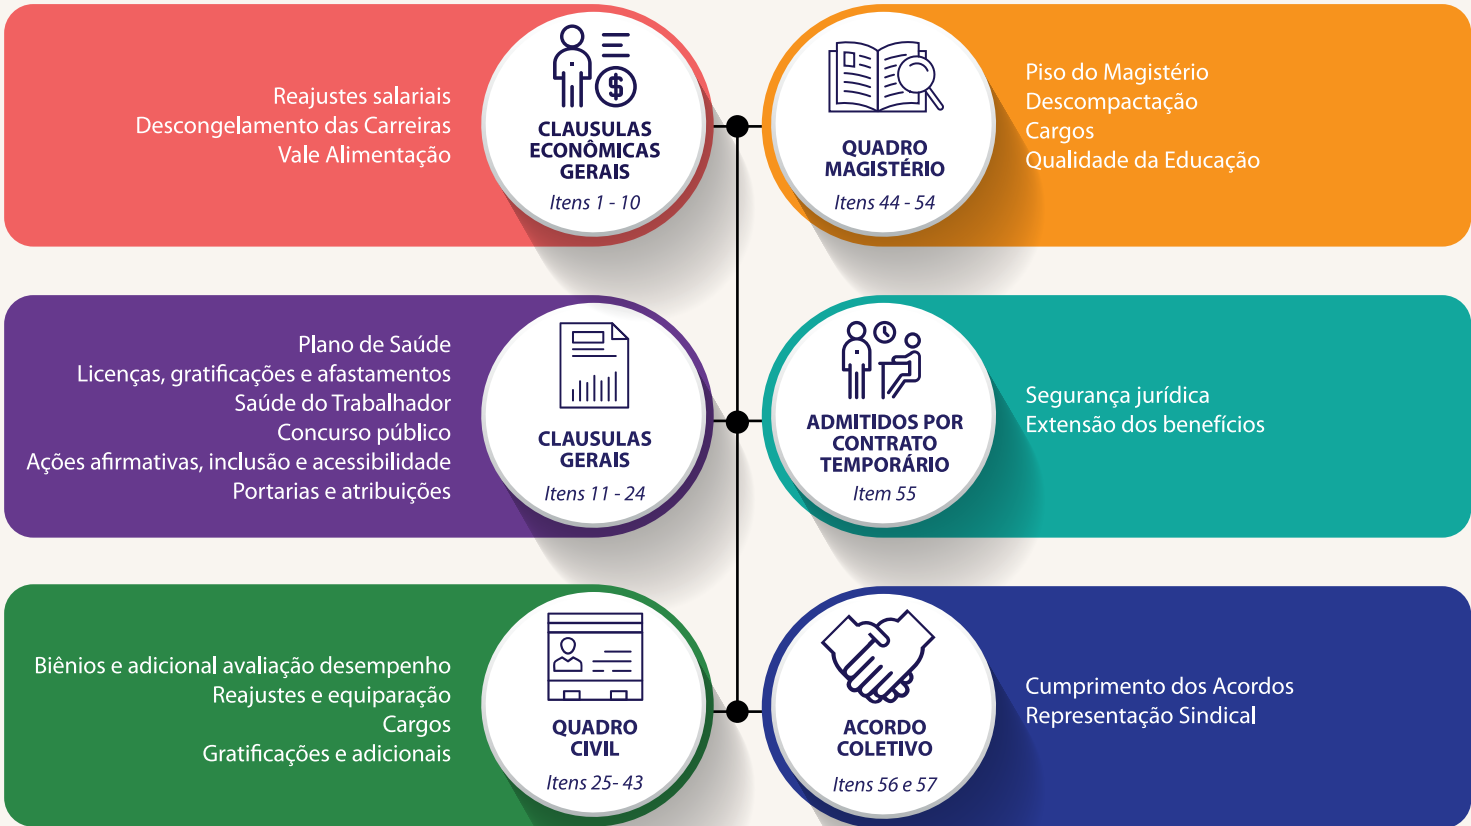 Reajustes salariais
Descongelamento das Carreiras
Vale Alimentação
CLAUSULAS
ECONÔMICAS
GERAIS
Itens 1 - 10
Plano de Saúde
Licenças, gratificações e afastamentos
Saúde do Trabalhador
Concurso público
Ações afirmativas, inclusão e acessibilidade
Portarias e atribuições
CLAUSULAS
GERAIS
Itens 11 - 24
Biênios e adicional avaliação desempenho
Reajustes e equiparação
Cargos
Gratificações e adicionais
QUADRO
CIVIL
Itens 25- 43
QUADRO
MAGISTÉRIO
Itens 44 - 54
Piso do Magistério
Descompactação
Cargos
Qualidade da Educação
ADMITIDOS POR
CONTRATO
TEMPORÁRIO
Item 55
Segurança jurídica
Extensão dos benefícios
ACORDO
COLETIVO
Itens 56 e 57
Cumprimento dos Acordos
Representação Sindical